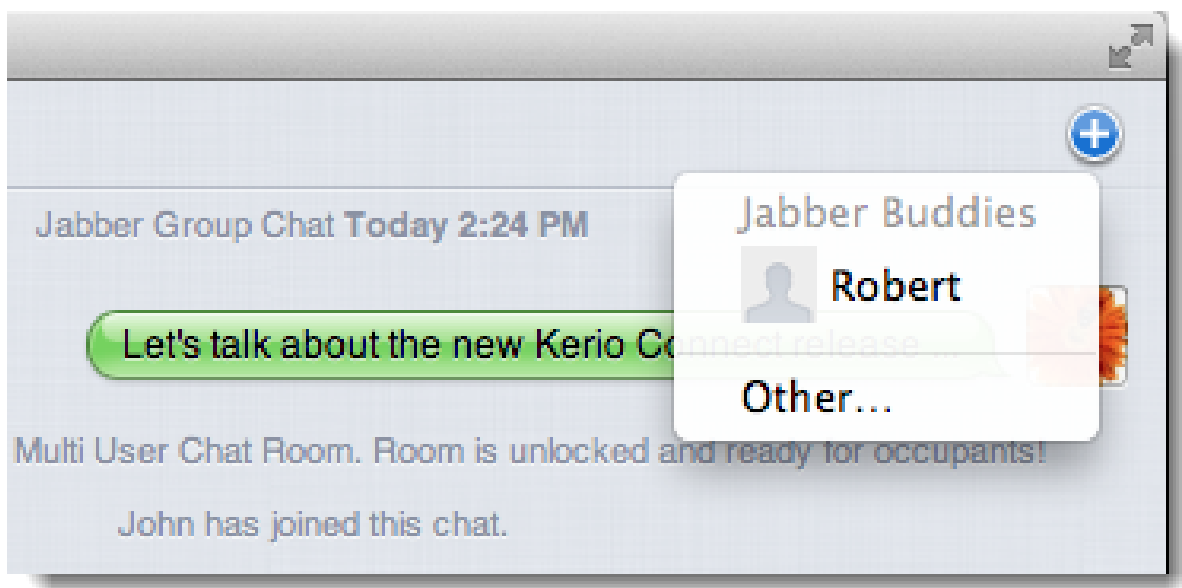 Jabber Group Chat Today 2:24 PM
Jabber Buddies
Robert
Other...
Let's talk about the new Kerio Connect release
Multi User Chat Room. Room is unlocked and ready for occupants!
John has joined this chat.